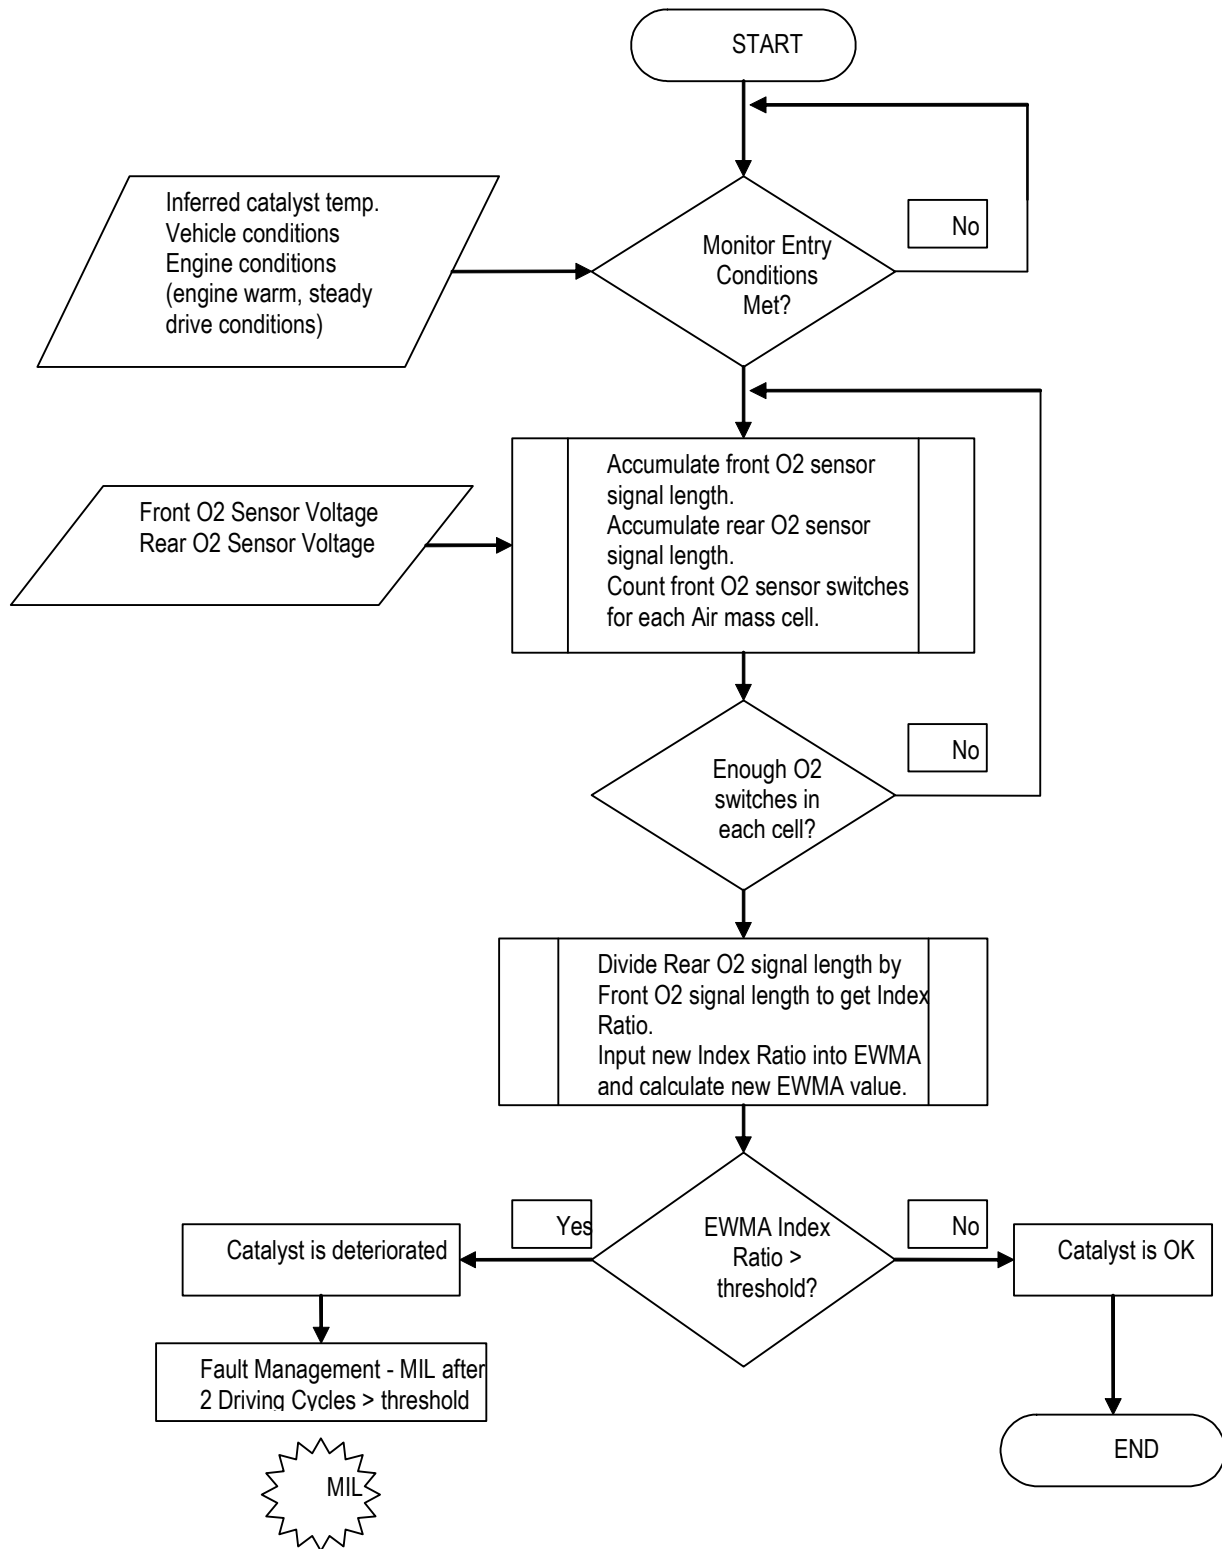 START
Inferred catalyst temp.
Vehicle conditions
Engine conditions
(engine warm, steady
drive conditions)
Monitor Entry
Conditions
Met?
No
Front O2 Sensor Voltage
Rear O2 Sensor Voltage
Accumulate front O2 sensor
signal length.
Accumulate rear O2 sensor
signal length.
Count front O2 sensor switches
for each Air mass cell.
Enough O2
switches in
each cell?
No
Divide Rear O2 signal length by
Front O2 signal length to get Index
Ratio.
Input new Index Ratio into EWMA
and calculate new EWMA value.
EWMA Index
Ratio >
threshold?
Yes
No
Catalyst is deteriorated
Catalyst is OK
Fault Management - MIL after
2 Driving Cycles > threshold
MIL
END